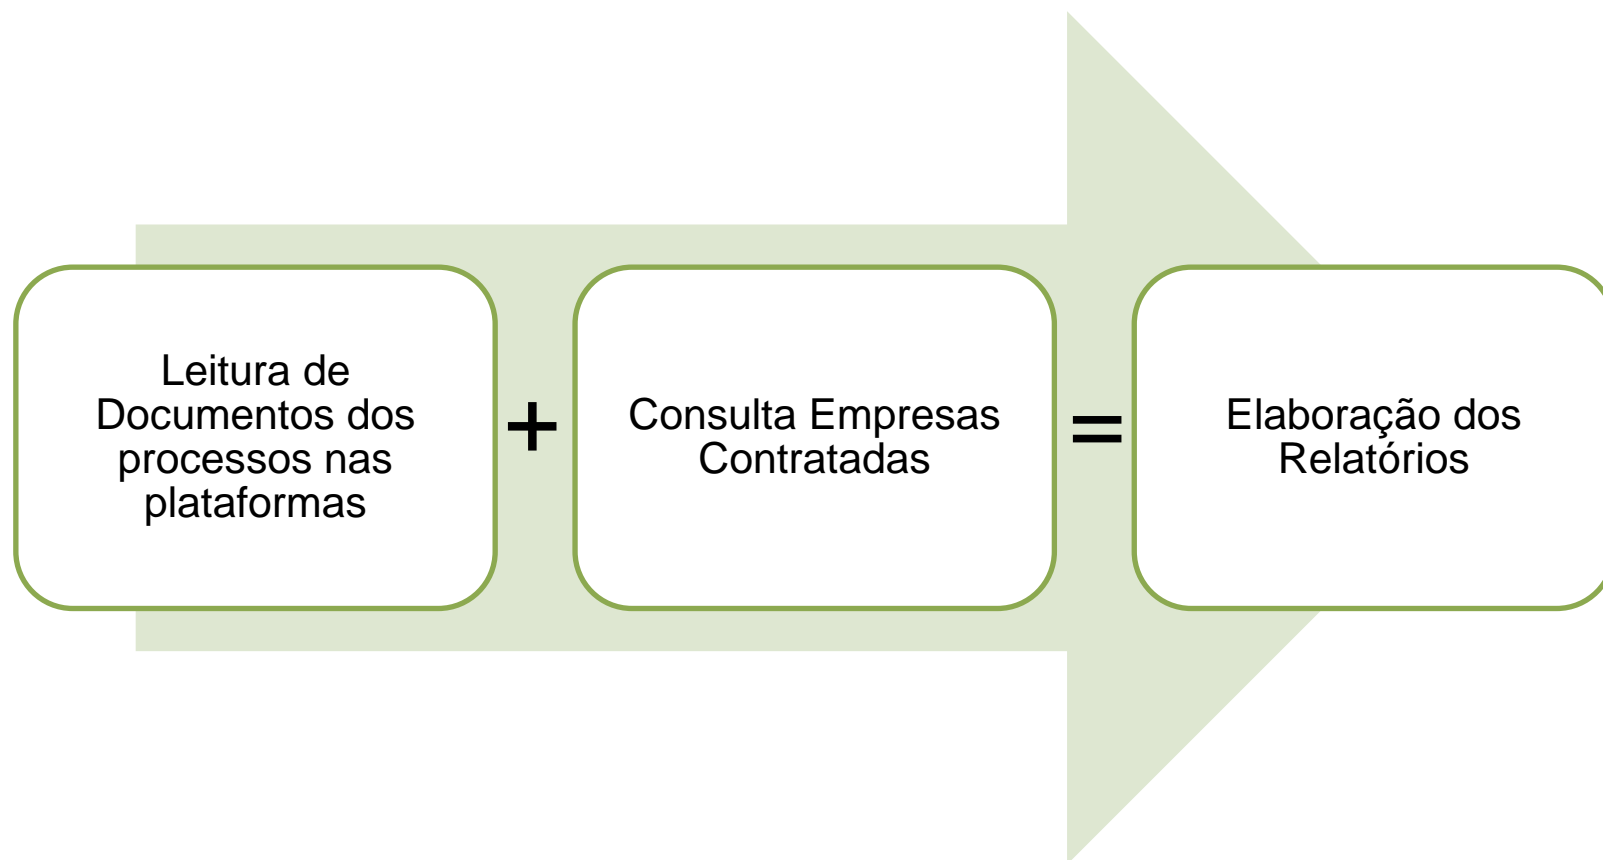 Leitura de
Documentos dos
processos nas
plataformas
+
Consulta Empresas
Contratadas
=
Elaboração dos
Relatórios